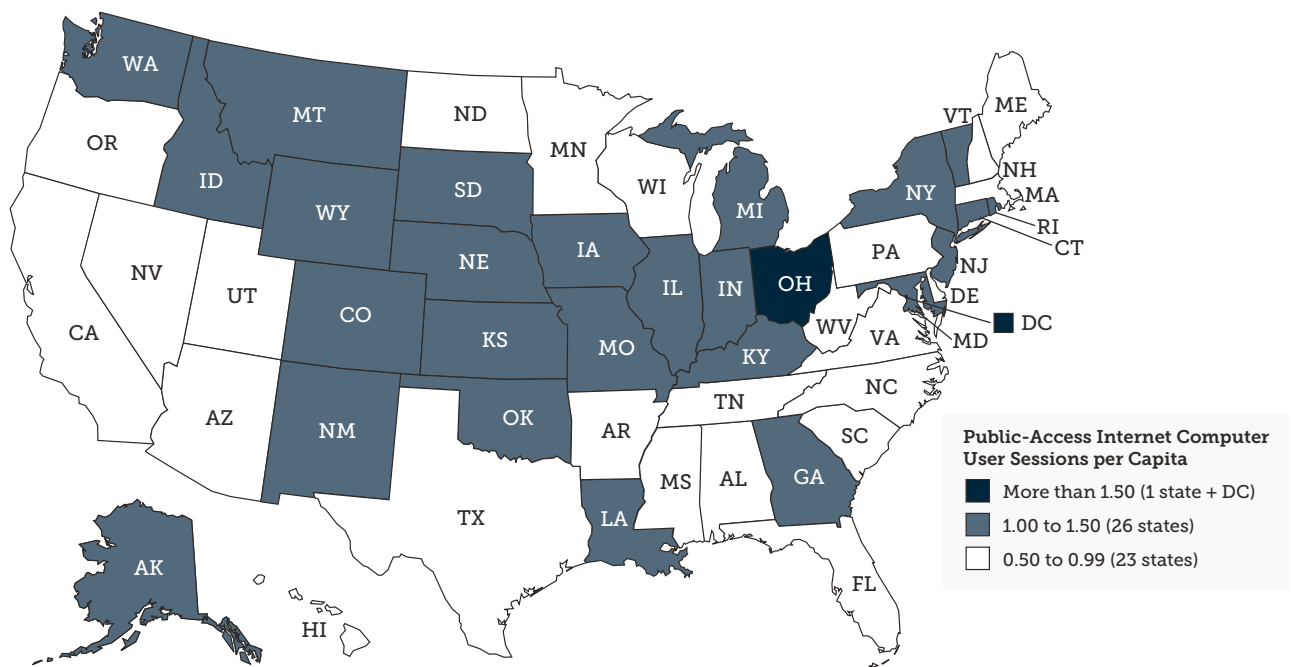 WA
MT
ND
MN
OR
ID
WY
SD
WI
MI
NY
VT
ME
NH
MA
RI
CT
NV
UT
CO
NE
IA
IL
IN
OH
PA
NJ
DE
DC
MD
CA
AZ
NM
KS
MO
KY
WV
VA
OK
AR
TN
NC
SC
TX
LA
MS
AL
GA
FL
AK
HI
Public-Access Internet Computer
User Sessions per Capita
More than 1.50 (1 state + DC)
1.00 to 1.50 (26 states)
0.50 to 0.99 (23 states)